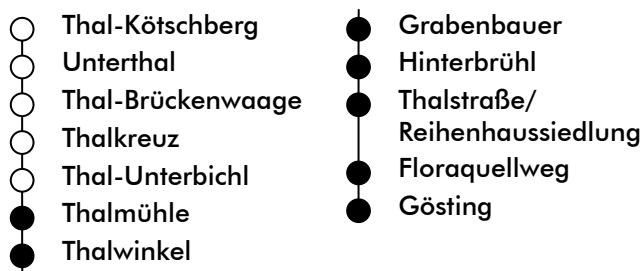 Thal-Kötschberg
Unterthal
Thal-Brückenwaage
Thalkreuz
Thal-Unterbichl
Thalmühle
Thalwinkel
Grabenbauer
Hinterbrühl
Thalstraße/
Reihenhaussiedlung
Floraquellweg
Gösting